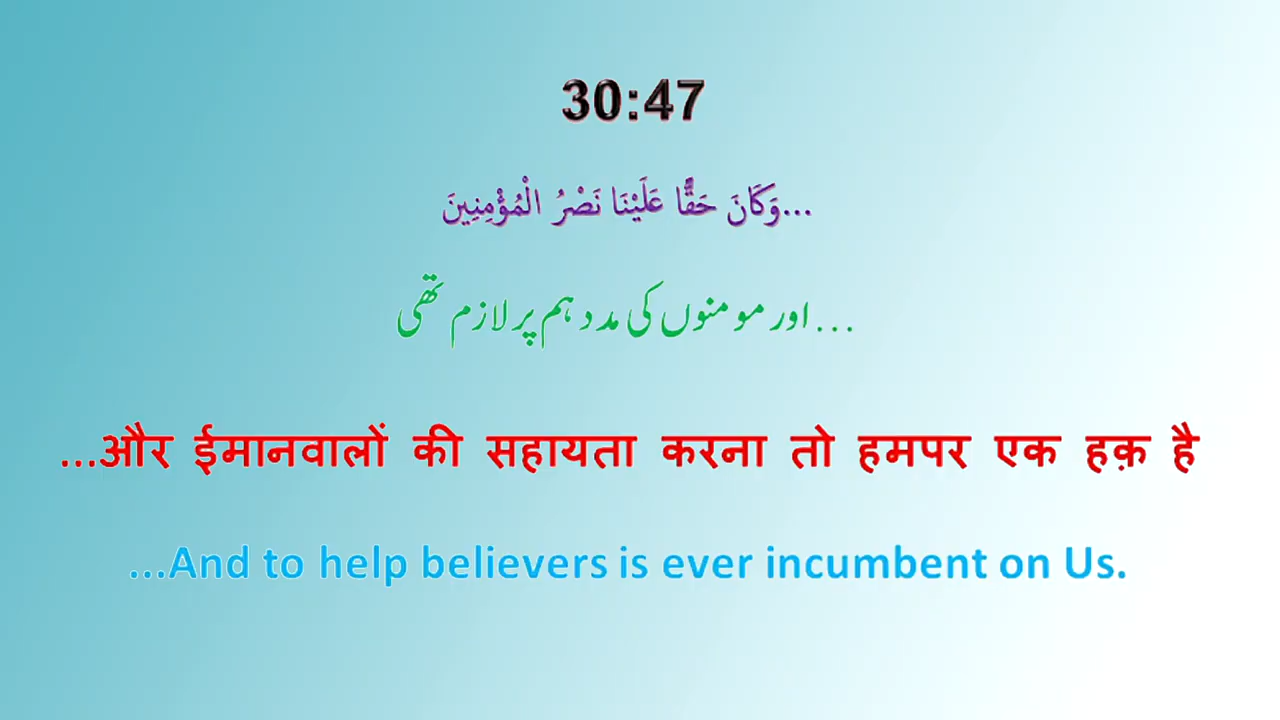 30:47
...وَكَانَ حَقًّا عَلَيْنَا نَصْرُ الْمُؤْمِنِينَ
...اور مومنوں کی مدد ہم پر لازم تھی
...और ईमानवालों की सहायता करना तो हमपर एक हक़ है
...And to help believers is ever incumbent on Us.